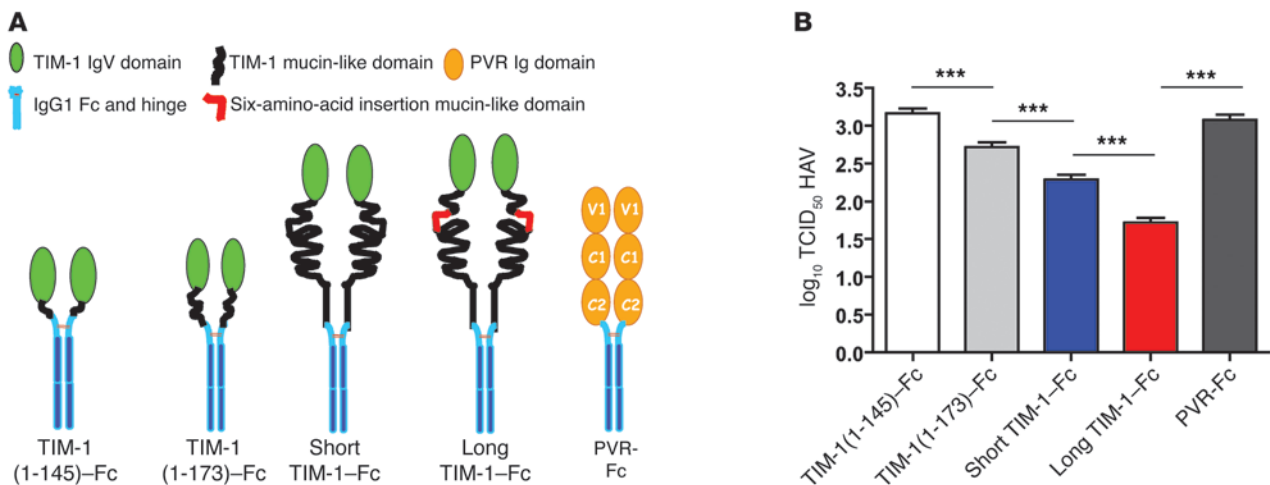 A
TIM-1 IgV domain
TIM-1 mucin-like domain
PVR Ig domain
IgG1 Fc and hinge
Six-amino-acid insertion mucin-like domain
V1 V1
C1 C1
C2 C2
TIM-1
(1-145)–Fc
TIM-1
(1-173)–Fc
Short
TIM-1–Fc
Long
TIM-1–Fc
PVR-
Fc
B
log₁₀ TCID₅₀ HAV
3.5
3.0
2.5
2.0
1.5
1.0
0.5
0.0
***
***
***
***
TIM-1(1-145)–Fc
TIM-1(1-173)–Fc
Short TIM-1–Fc
Long TIM-1–Fc
PVR-Fc